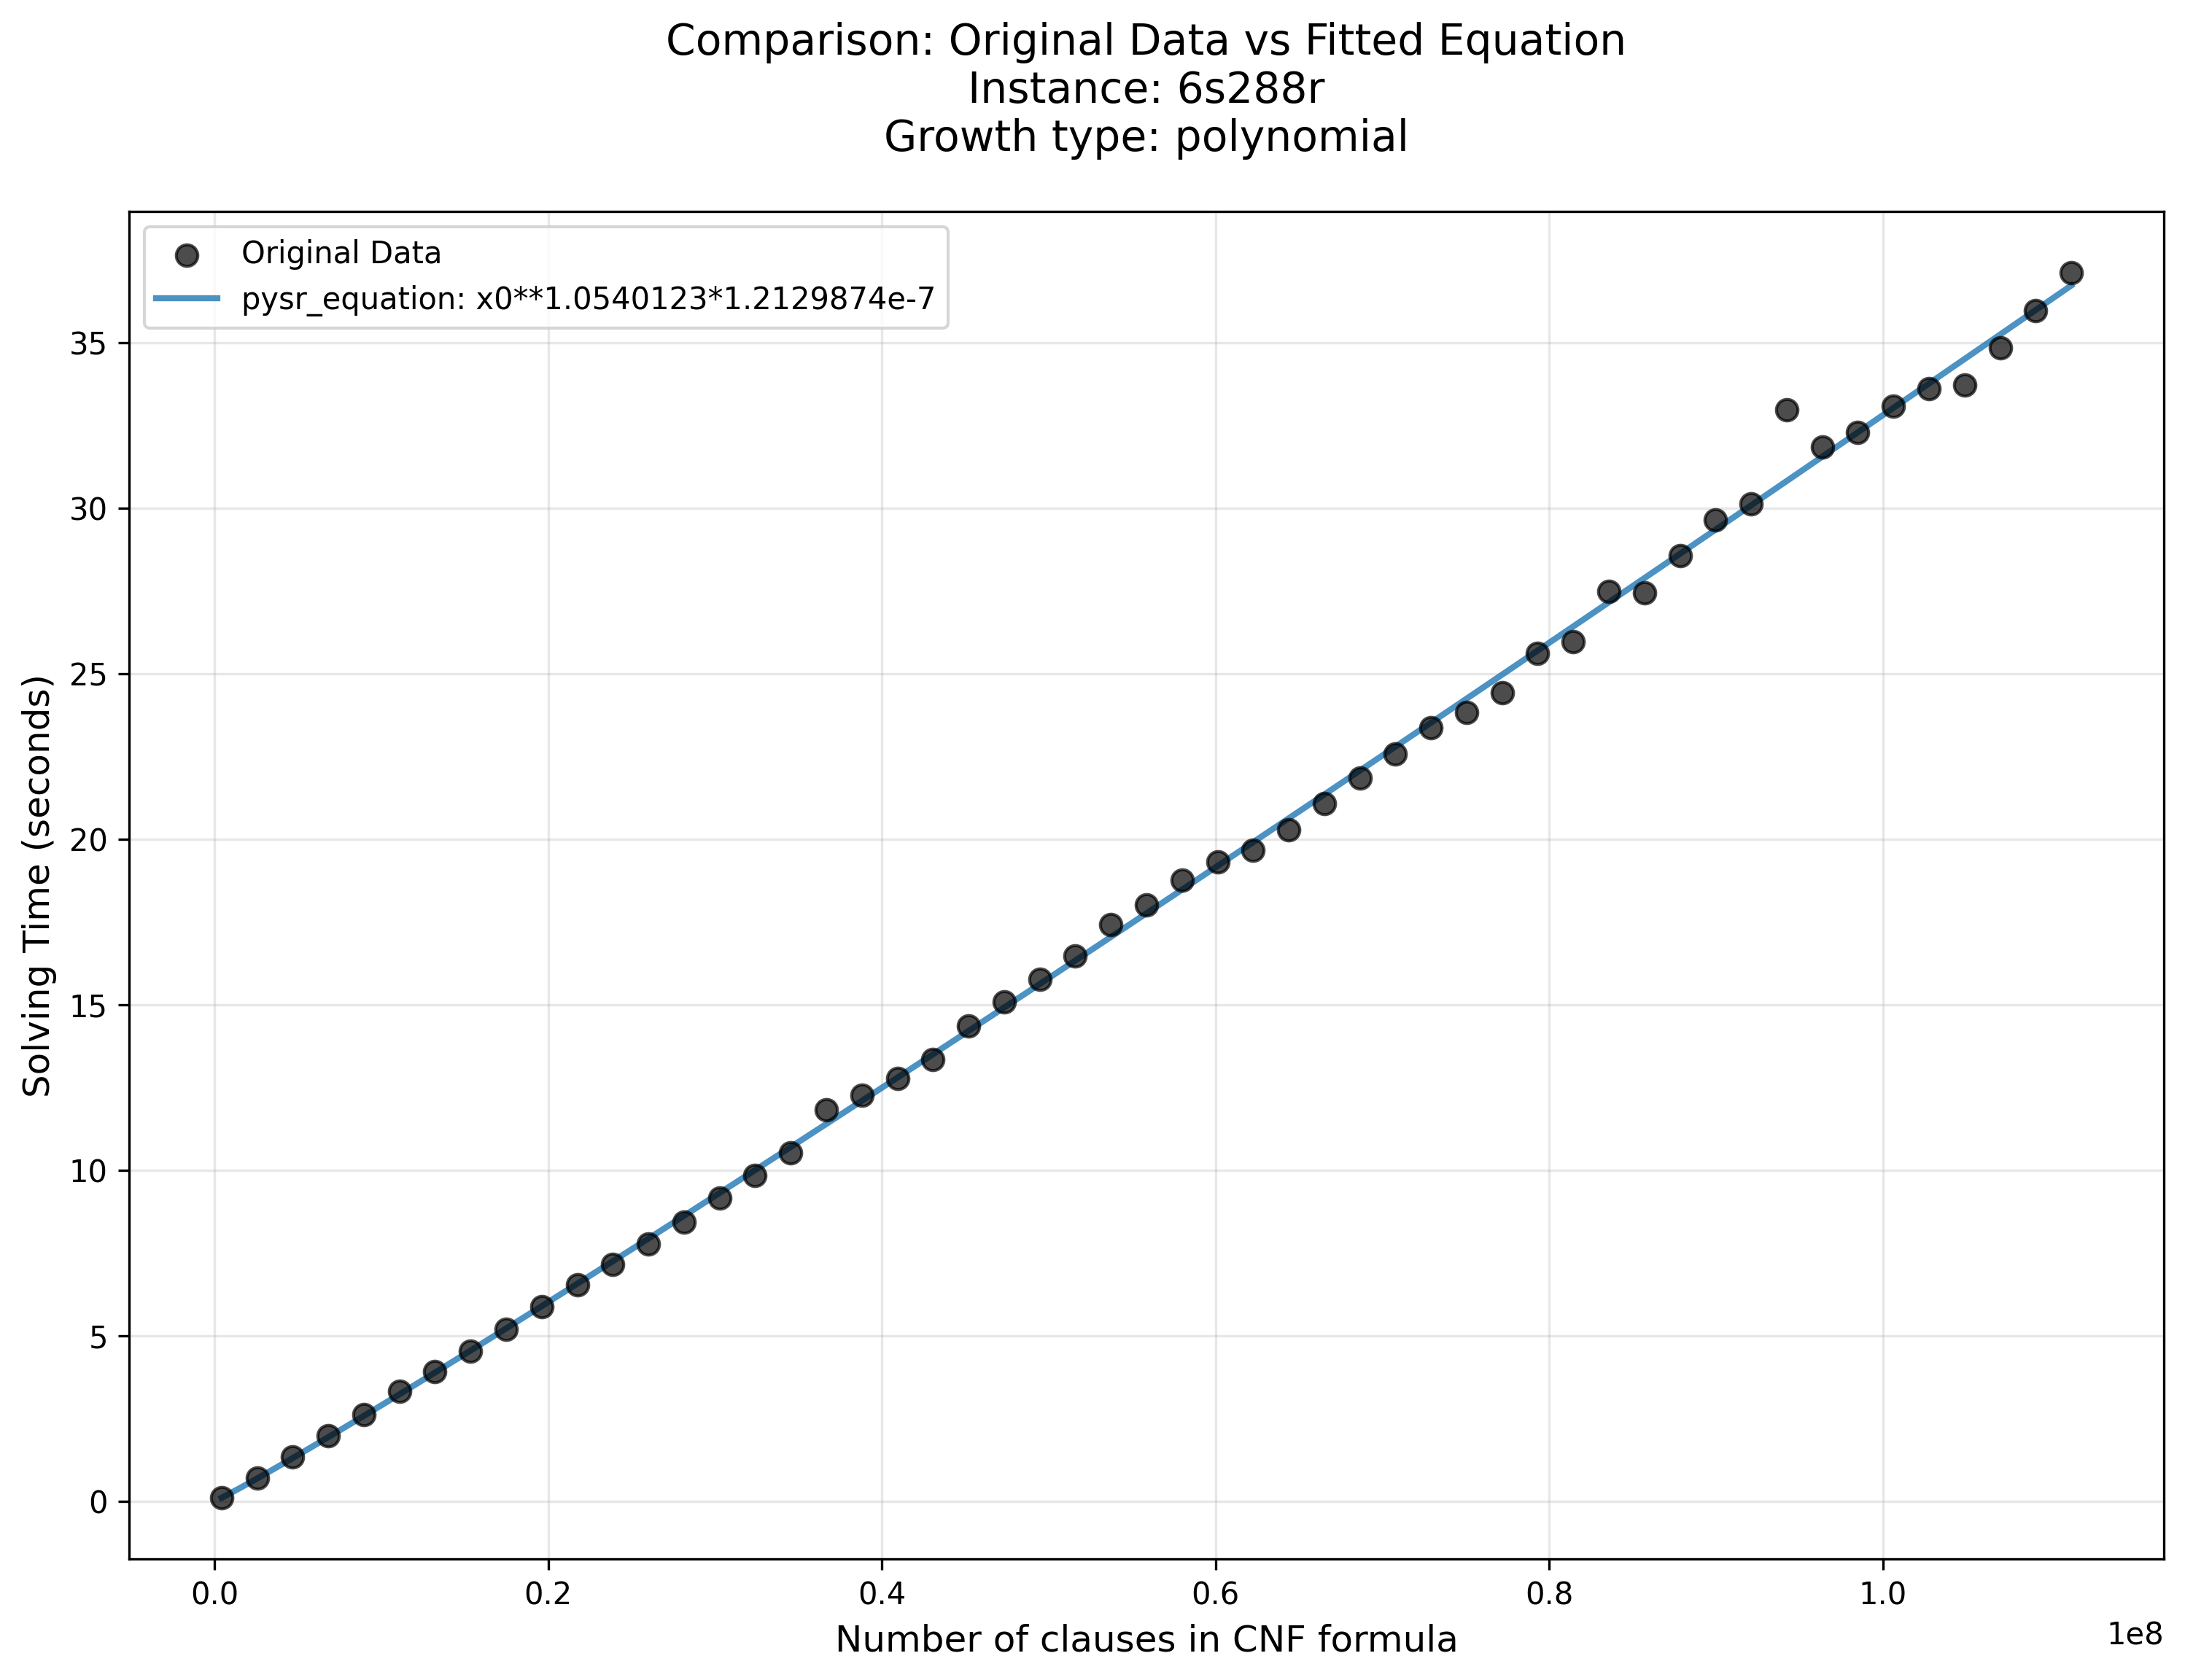 Comparison: Original Data vs Fitted Equation
Instance: 6s288r
Growth type: polynomial
Original Data
pysr_equation: x0**1.0540123*1.2129874e-7
35
30
25
20
15
10
5
0
Solving Time (seconds)
0.0 0.2 0.4 0.6 0.8 1.0
1e8
Number of clauses in CNF formula